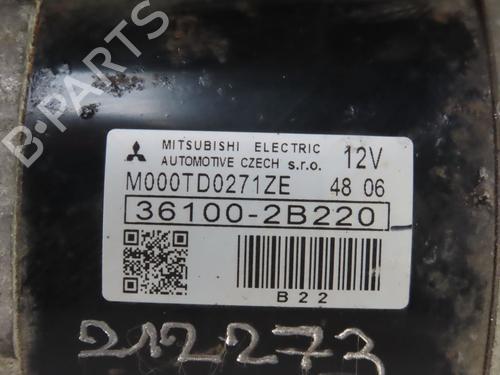 B-PARTS
MITSUBISHI ELECTRIC
AUTOMOTIVE CZECH s.r.o.
12V
M000TD0271ZE
48 06
36100-2B220
B22
212273